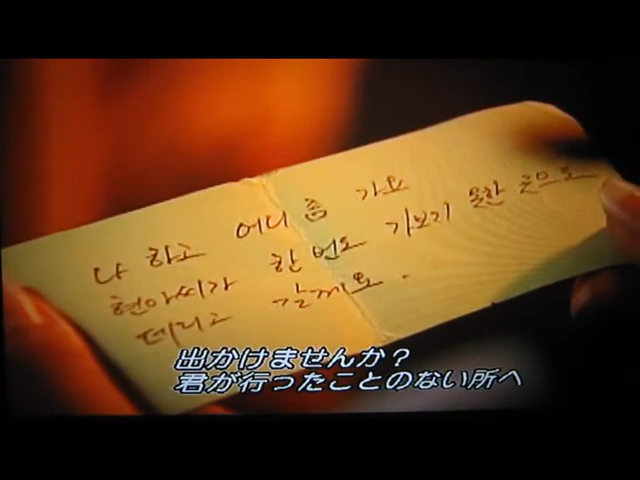 나 하고 어디 좀 가요
현아씨가 한번도 가보지 못한 곳으로
데리고 갈께요.
出かけませんか?
君が行ったことのない所へ